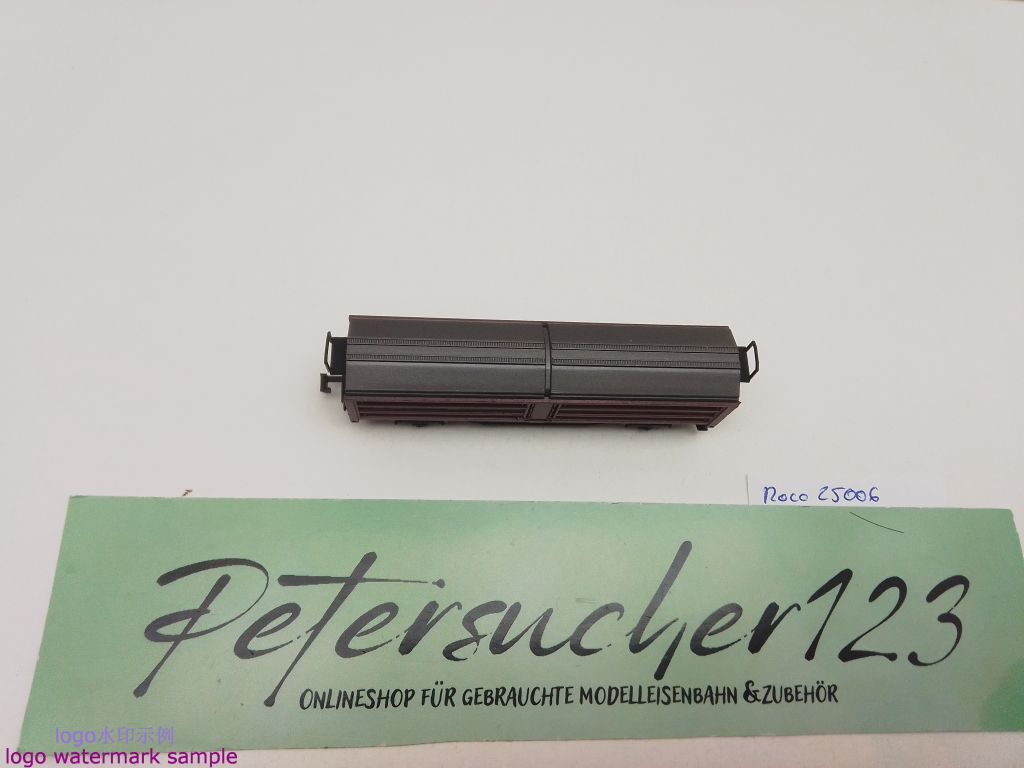 Roco 25006
Petersucher123
ONLINESHOP FÜR GEBRAUCHTE MODELLEISENBAHN & ZUBEHÖR
logo水印示例
logo watermark sample